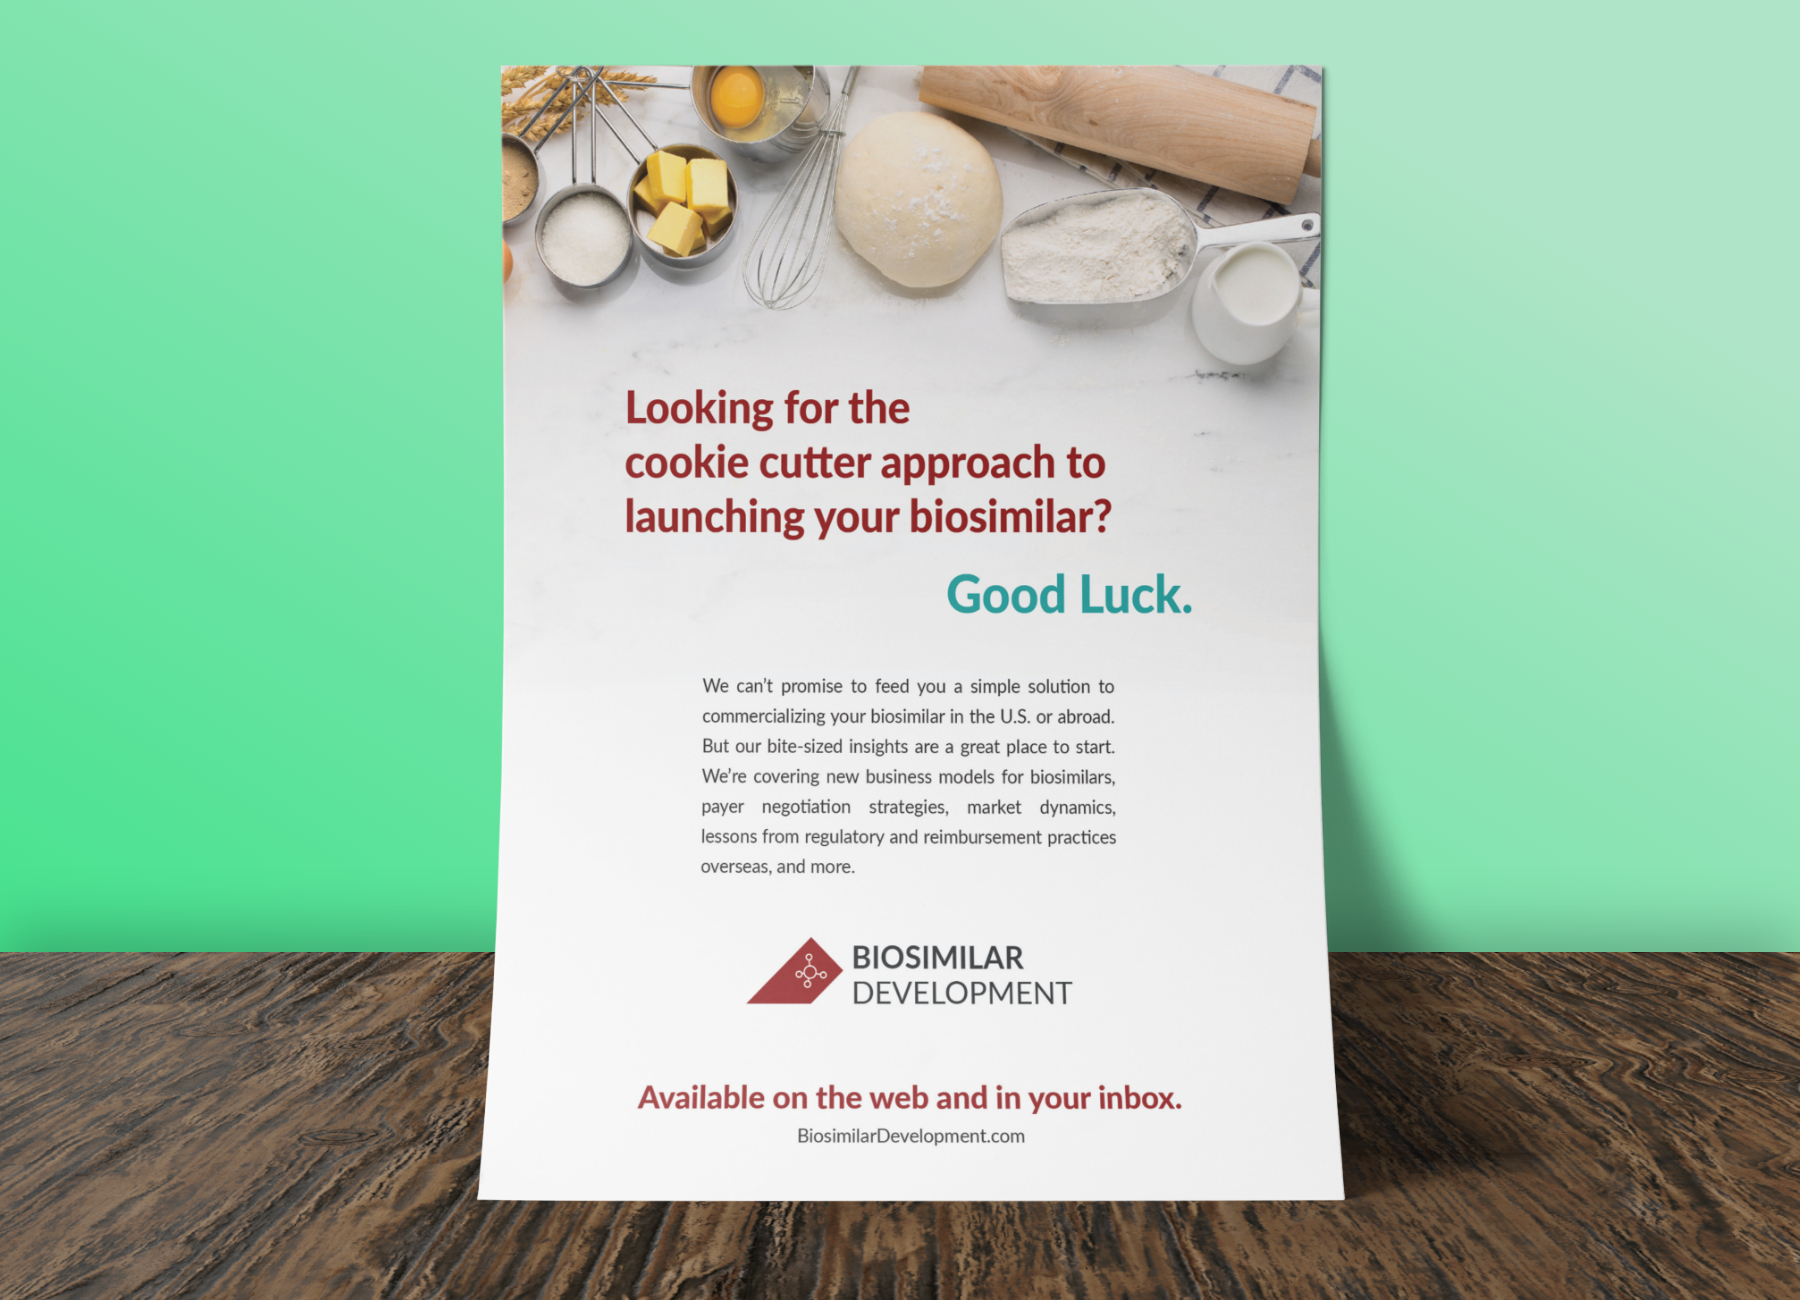 Looking for the
cookie cutter approach to
launching your biosimilar?
Good Luck.
We can't promise to feed you a simple solution to
commercializing your biosimilar in the U.S. or abroad.
But our bite-sized insights are a great place to start.
We're covering new business models for biosimilars,
payer negotiation strategies, market dynamics,
lessons from regulatory and reimbursement practices
overseas, and more.
BIOSIMILAR
DEVELOPMENT
Available on the web and in your inbox.
BiosimilarDevelopment.com